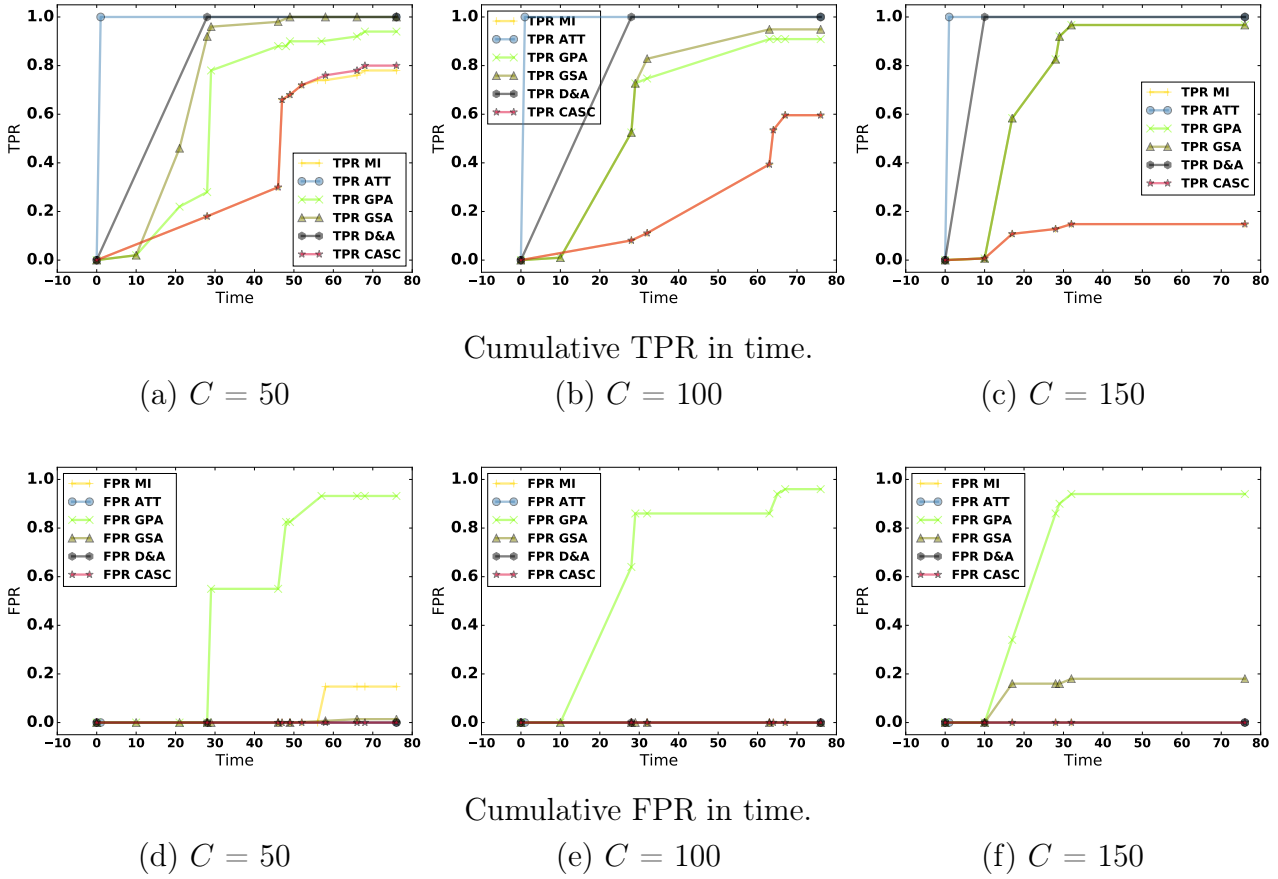 1.0
0.8
0.6
0.4
0.2
0.0
TPR
−10 0 10 20 30 40 50 60 70 80
Time
TPR MI
TPR ATT
TPR GPA
TPR GSA
TPR D&A
TPR CASC
1.0
0.8
0.6
0.4
0.2
0.0
TPR
−10 0 10 20 30 40 50 60 70 80
Time
TPR MI
TPR ATT
TPR GPA
TPR GSA
TPR D&A
TPR CASC
1.0
0.8
0.6
0.4
0.2
0.0
TPR
−10 0 10 20 30 40 50 60 70 80
Time
TPR MI
TPR ATT
TPR GPA
TPR GSA
TPR D&A
TPR CASC
Cumulative TPR in time.
(a) C = 50
(b) C = 100
(c) C = 150
1.0
0.8
0.6
0.4
0.2
0.0
FPR
−10 0 10 20 30 40 50 60 70 80
Time
FPR MI
FPR ATT
FPR GPA
FPR GSA
FPR D&A
FPR CASC
1.0
0.8
0.6
0.4
0.2
0.0
FPR
−10 0 10 20 30 40 50 60 70 80
Time
FPR MI
FPR ATT
FPR GPA
FPR GSA
FPR D&A
FPR CASC
1.0
0.8
0.6
0.4
0.2
0.0
FPR
−10 0 10 20 30 40 50 60 70 80
Time
FPR MI
FPR ATT
FPR GPA
FPR GSA
FPR D&A
FPR CASC
Cumulative FPR in time.
(d) C = 50
(e) C = 100
(f) C = 150